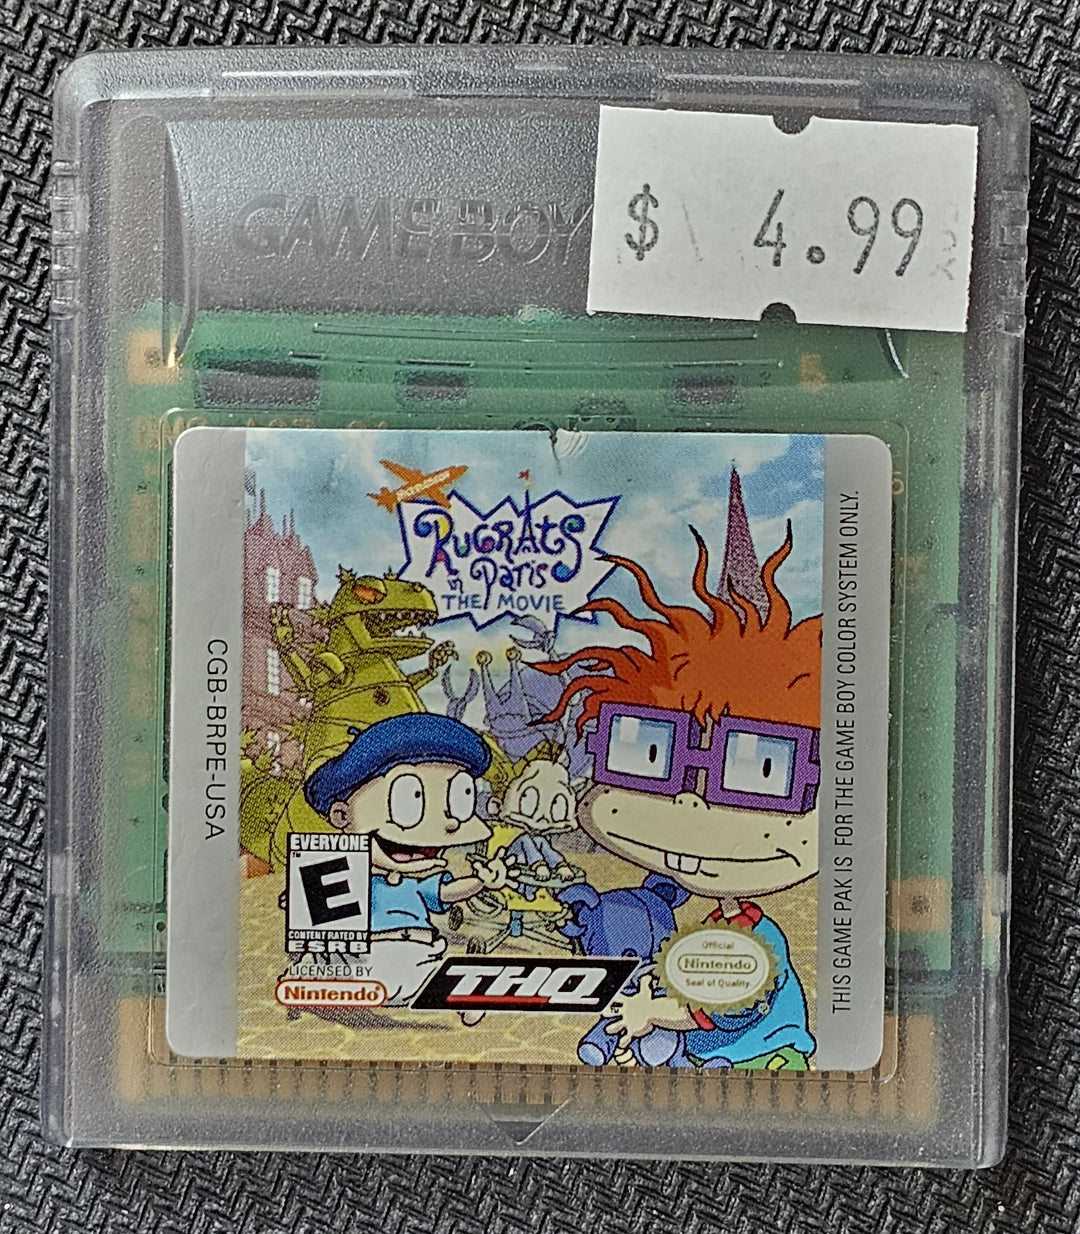 GAME BOY
$ 4.99
NICKELODEON
RUGRATS
in Paris
THE MOVIE
CGB-BRPE-USA
THIS GAME PAK IS FOR THE GAME BOY COLOR SYSTEM ONLY.
EVERYONE
E
CONTENT RATED BY
ESRB
LICENSED BY
Nintendo
THQ
Official
Nintendo
Seal of Quality